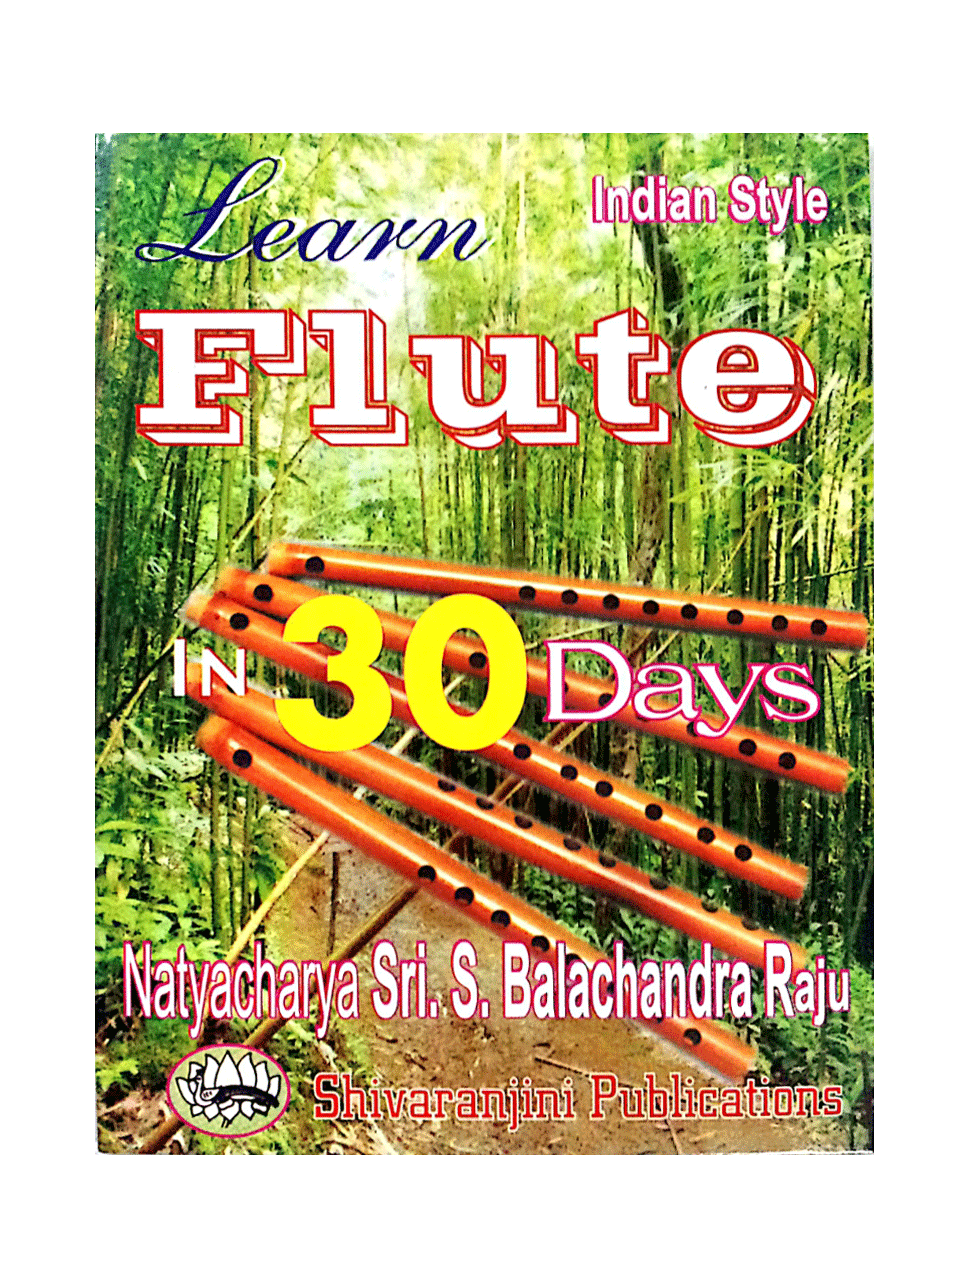 Learn
Indian Style
Flute
IN 30 Days
Natyacharya Sri. S. Balachandra Raju
Shivaranjini Publications